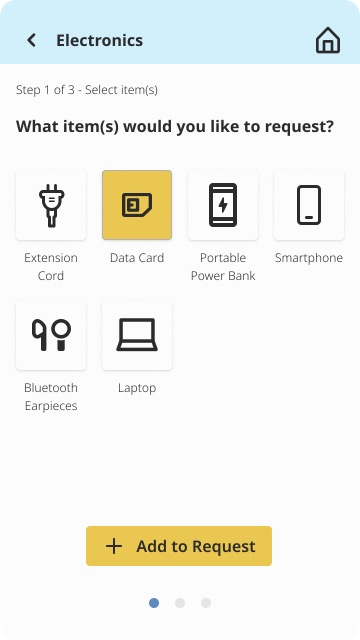 Electronics
Step 1 of 3 - Select item(s)
What item(s) would you like to request?
Extension
Cord
Data Card
Portable
Power Bank
Smartphone
Bluetooth
Earpieces
Laptop
Add to Request